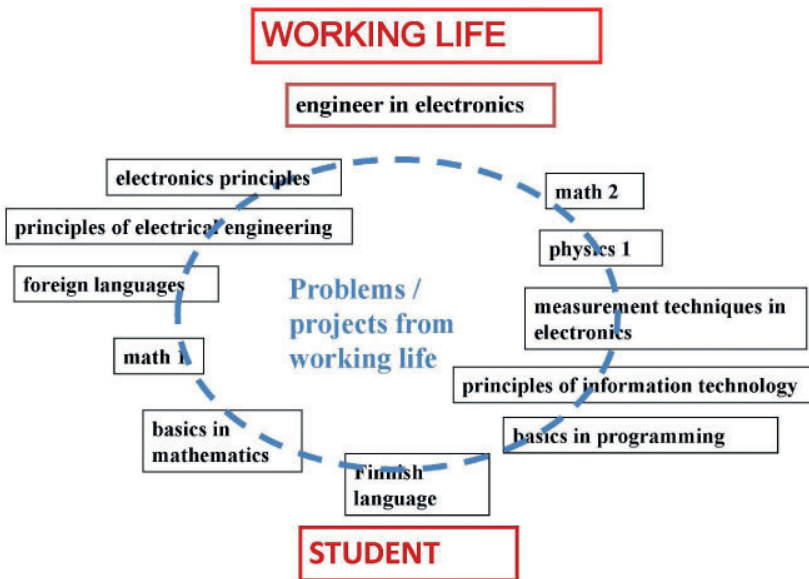 WORKING LIFE
engineer in electronics
electronics principles
math 2
principles of electrical engineering
physics 1
foreign languages
Problems /
projects from
working life
measurement techniques in
electronics
math 1
principles of information technology
basics in
mathematics
basics in programming
Finnish
language
STUDENT